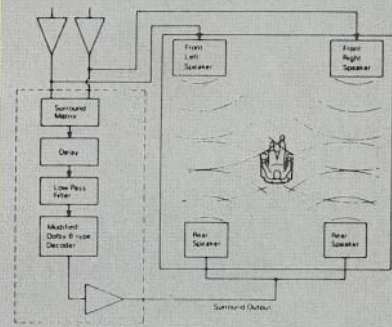 Front
Left
Speaker
Front
Right
Speaker
Surround
Matrix
Delay
Low Pass
Filter
Modified
Dolby B type
Decoder
Rear
Speaker
Rear
Speaker
Surround Output